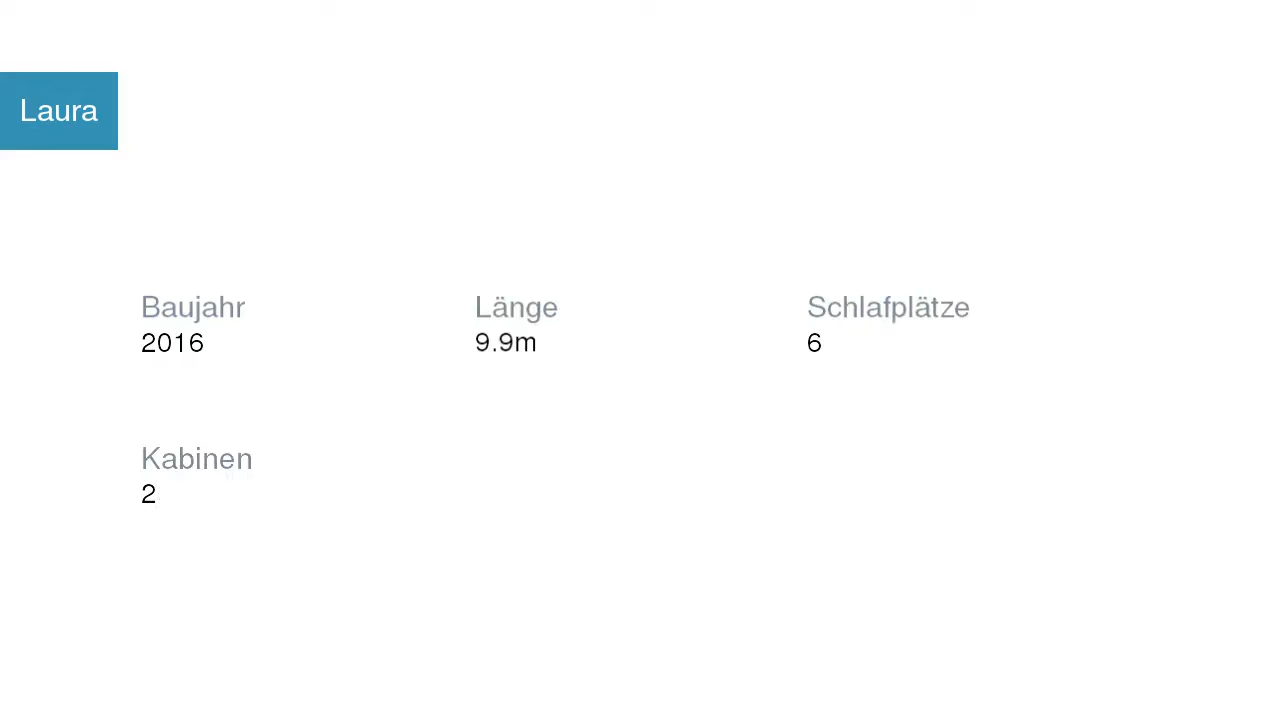 Laura
Baujahr
2016
Länge
9.9m
Schlafplätze
6
Kabinen
2